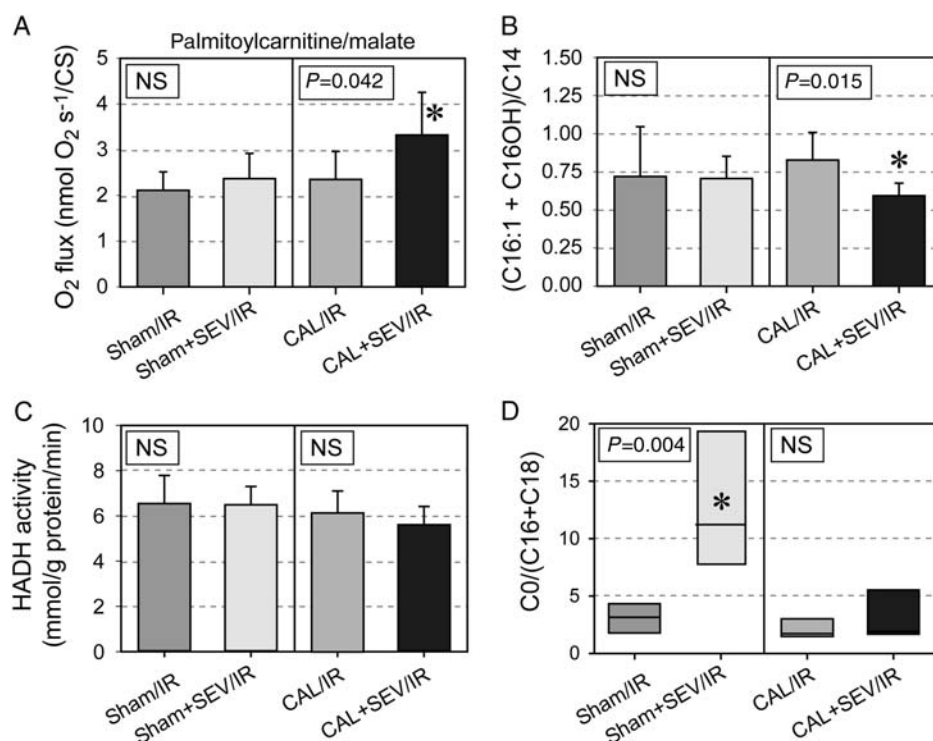 A
Palmitoylcarnitine/malate
O₂ flux (nmol O₂ s⁻¹/CS)
5
4
3
2
1
0
NS
P=0.042
*
Sham/IR
Sham+SEV/IR
CAL/IR
CAL+SEV/IR
B
(C16:1 + C16OH)/C14
1.50
1.25
1.00
0.75
0.50
0.25
0.00
NS
P=0.015
*
Sham/IR
Sham+SEV/IR
CAL/IR
CAL+SEV/IR
C
HADH activity
(mmol/g protein/min)
10
8
6
4
2
0
NS
NS
Sham/IR
Sham+SEV/IR
CAL/IR
CAL+SEV/IR
D
C0/(C16+C18)
20
15
10
5
0
P=0.004
NS
*
Sham/IR
Sham+SEV/IR
CAL/IR
CAL+SEV/IR